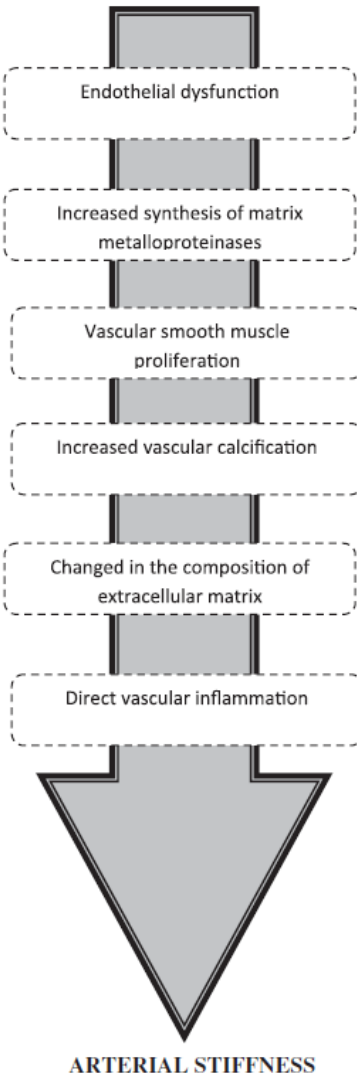 Endothelial dysfunction
Increased synthesis of matrix
metalloproteinases
Vascular smooth muscle
proliferation
Increased vascular calcification
Changed in the composition of
extracellular matrix
Direct vascular inflammation
ARTERIAL STIFFNESS